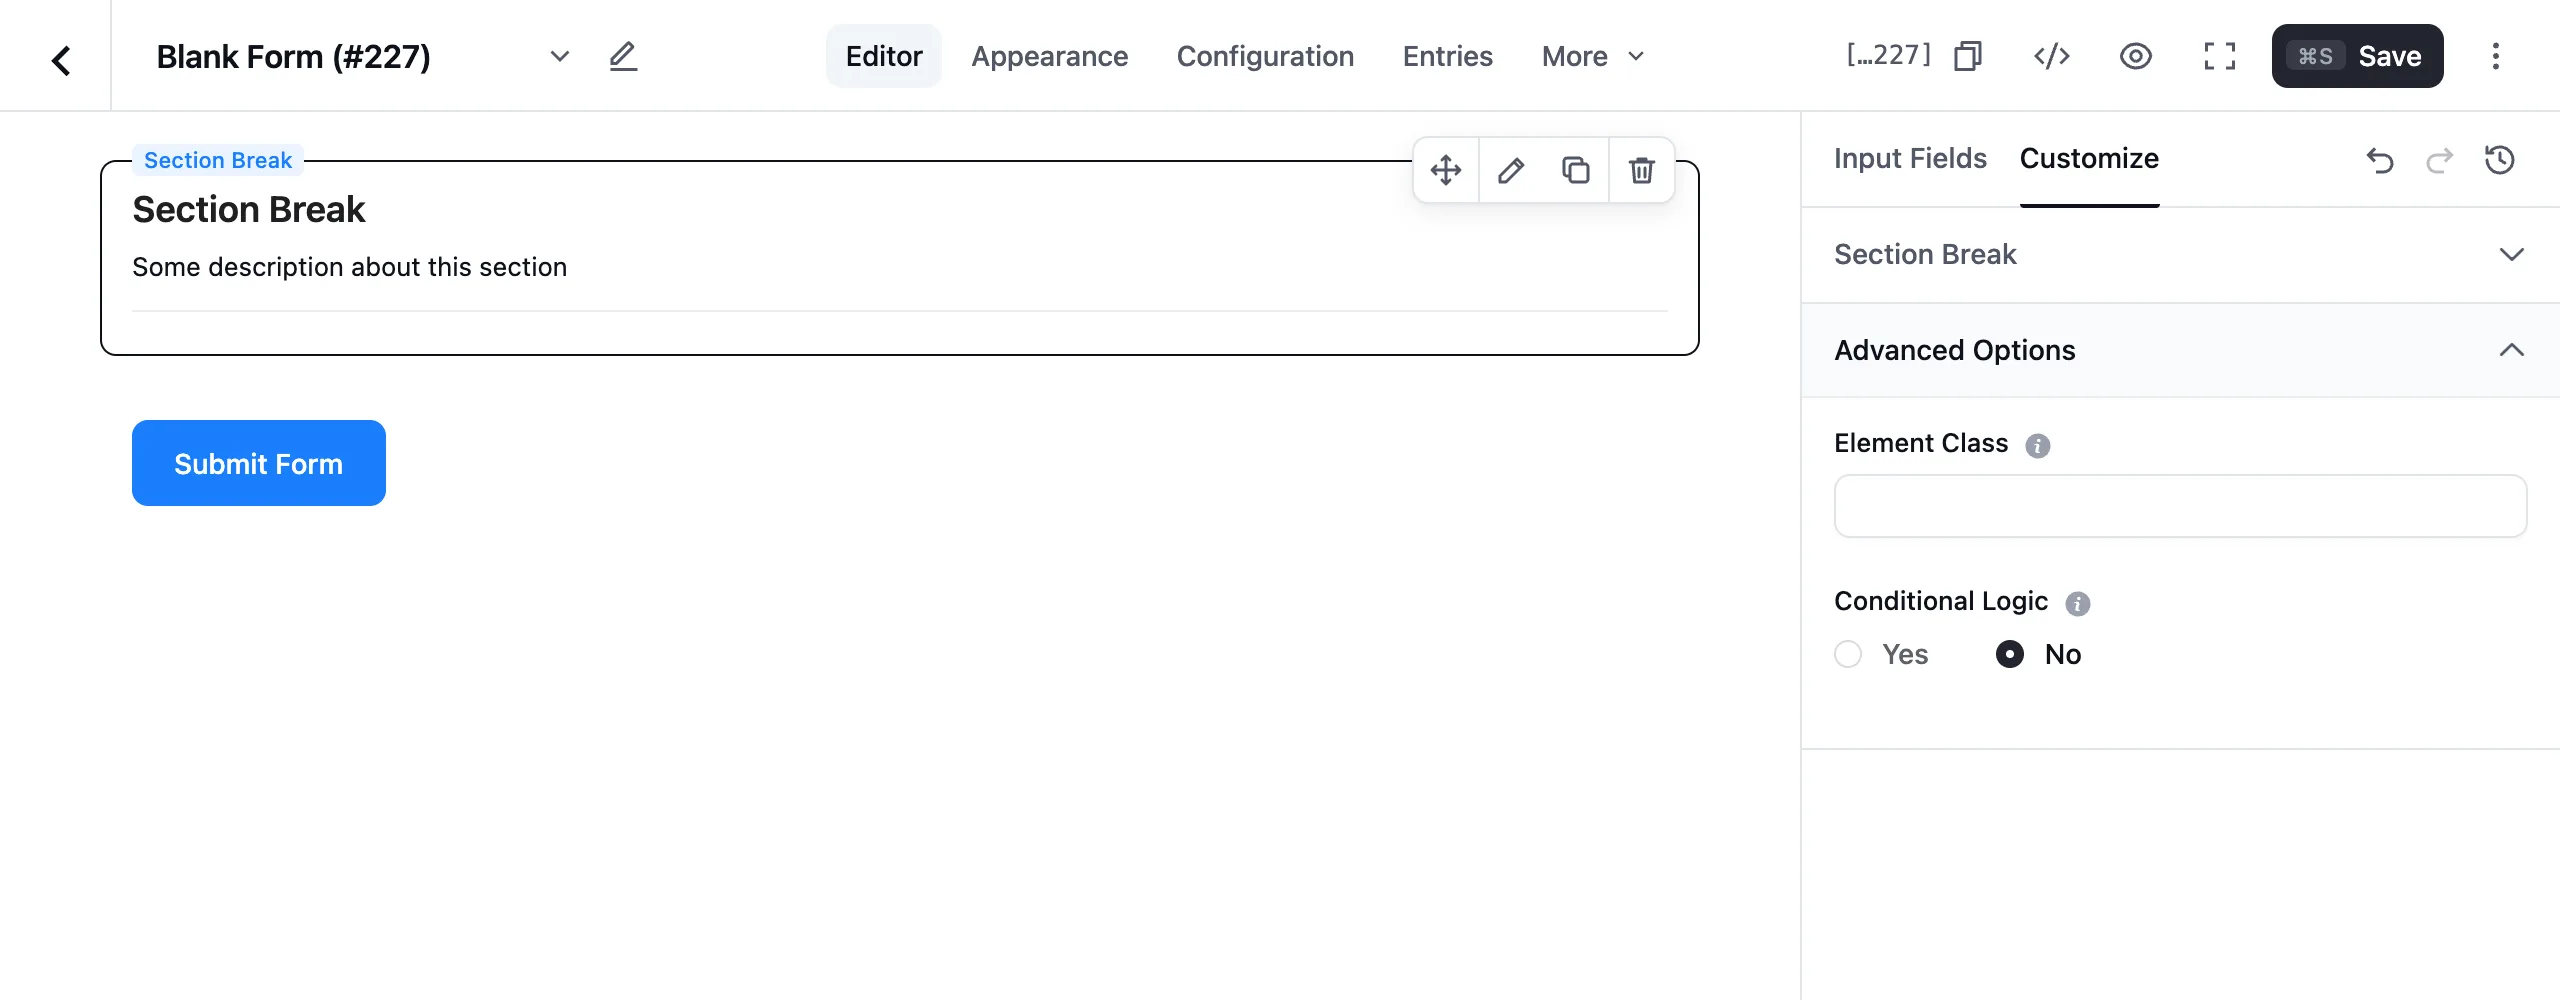 Blank Form (#227)
Editor
Appearance
Configuration
Entries
More
[...227]
⌘S Save
Section Break
Section Break
Some description about this section
Submit Form
Input Fields
Customize
Section Break
Advanced Options
Element Class
Conditional Logic
Yes
No